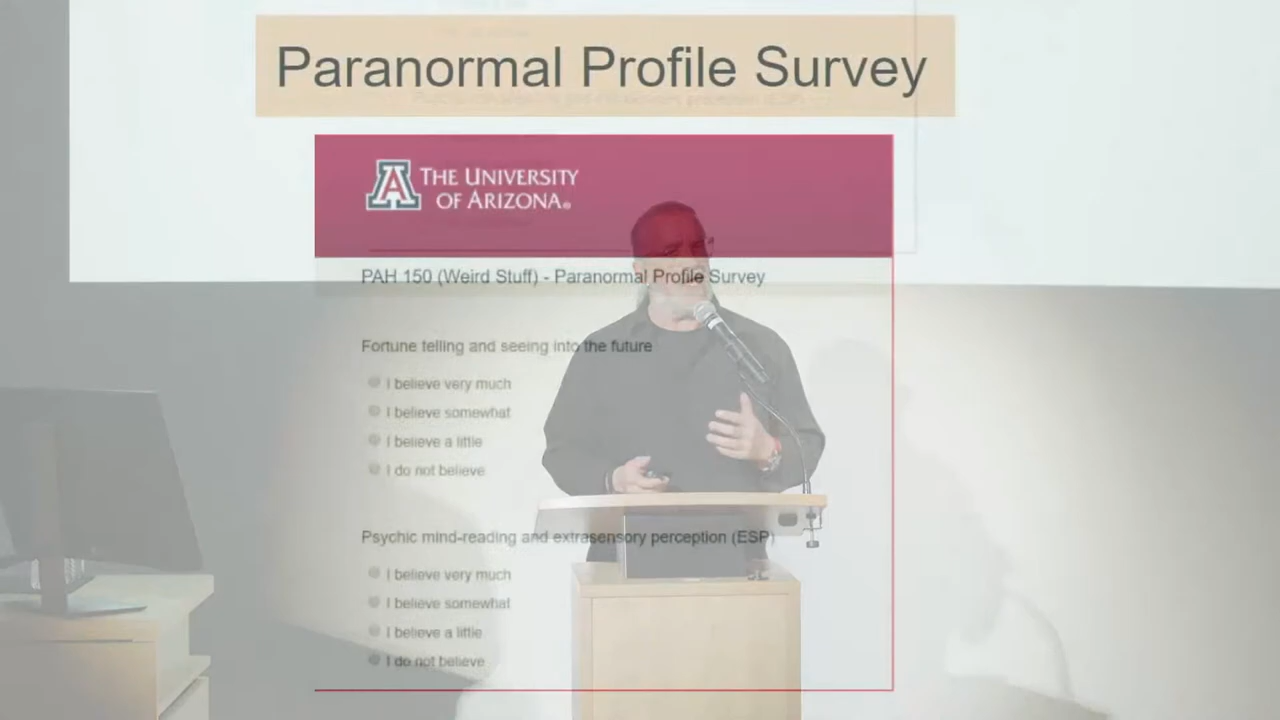 Paranormal Profile Survey
THE UNIVERSITY
OF ARIZONA®
PAH 150 (Weird Stuff) - Paranormal Profile Survey
Fortune telling and seeing into the future
I believe very much
I believe somewhat
I believe a little
I do not believe
Psychic mind-reading and extrasensory perception (ESP)
I believe very much
I believe somewhat
I believe a little
I do not believe